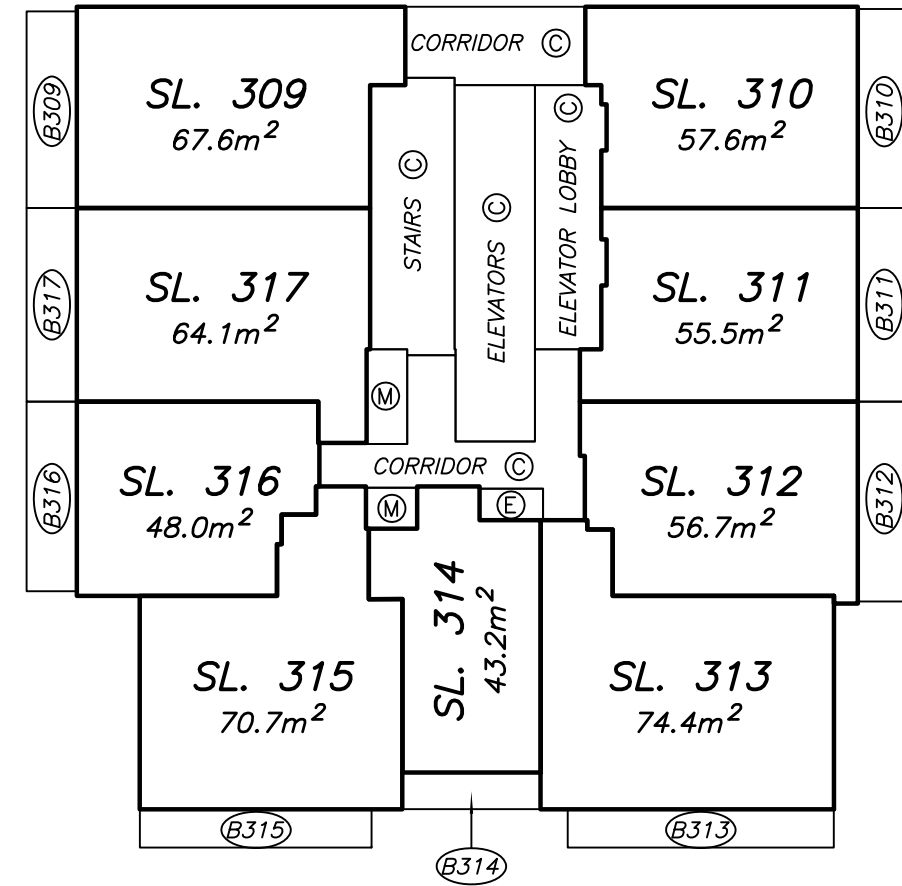 CORRIDOR C
B309
SL. 309
67.6m²
SL. 310
57.6m²
B310
STAIRS C
ELEVATORS C
ELEVATOR LOBBY C
B317
SL. 317
64.1m²
SL. 311
55.5m²
B311
M
CORRIDOR C
B316
SL. 316
48.0m²
M
E
SL. 312
56.7m²
B312
SL. 315
70.7m²
SL. 314
43.2m²
SL. 313
74.4m²
B315
B313
B314